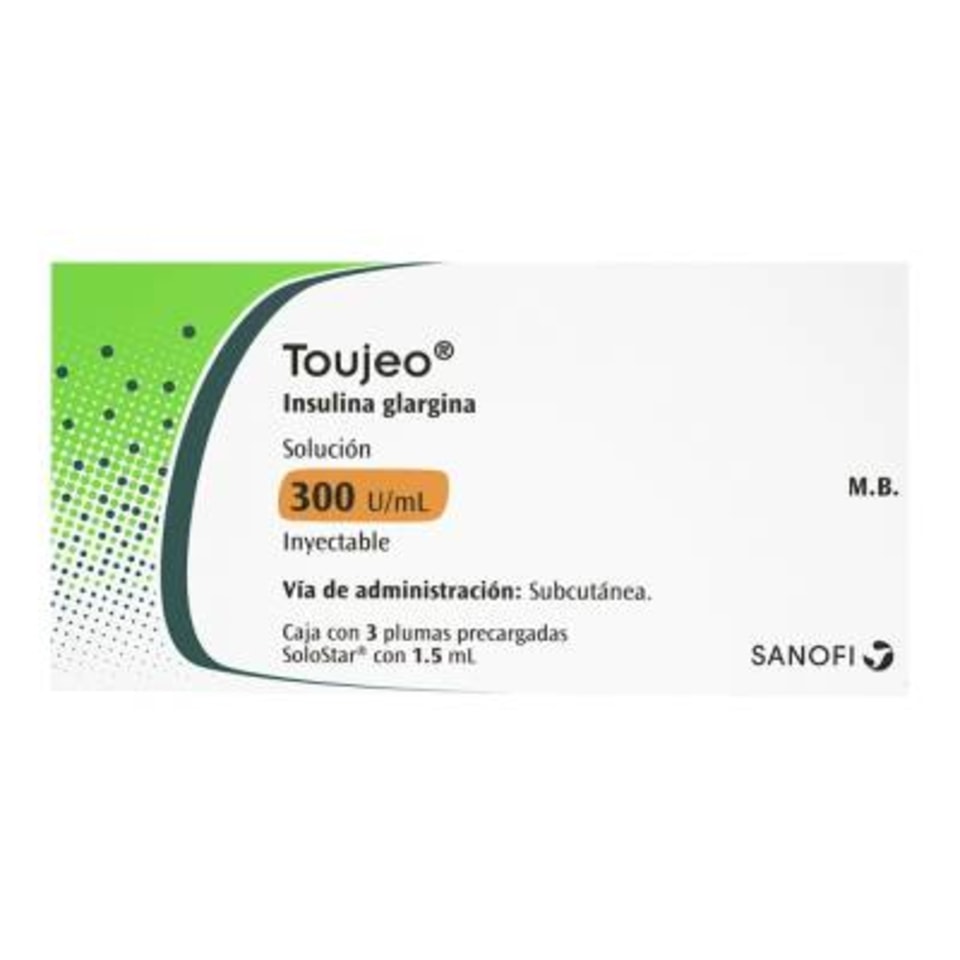 Toujeo®
Insulina glargina
Solución
300 U/mL
Inyectable
M.B.
Vía de administración: Subcutánea.
Caja con 3 plumas precargadas
SoloStar® con 1.5 mL
SANOFI